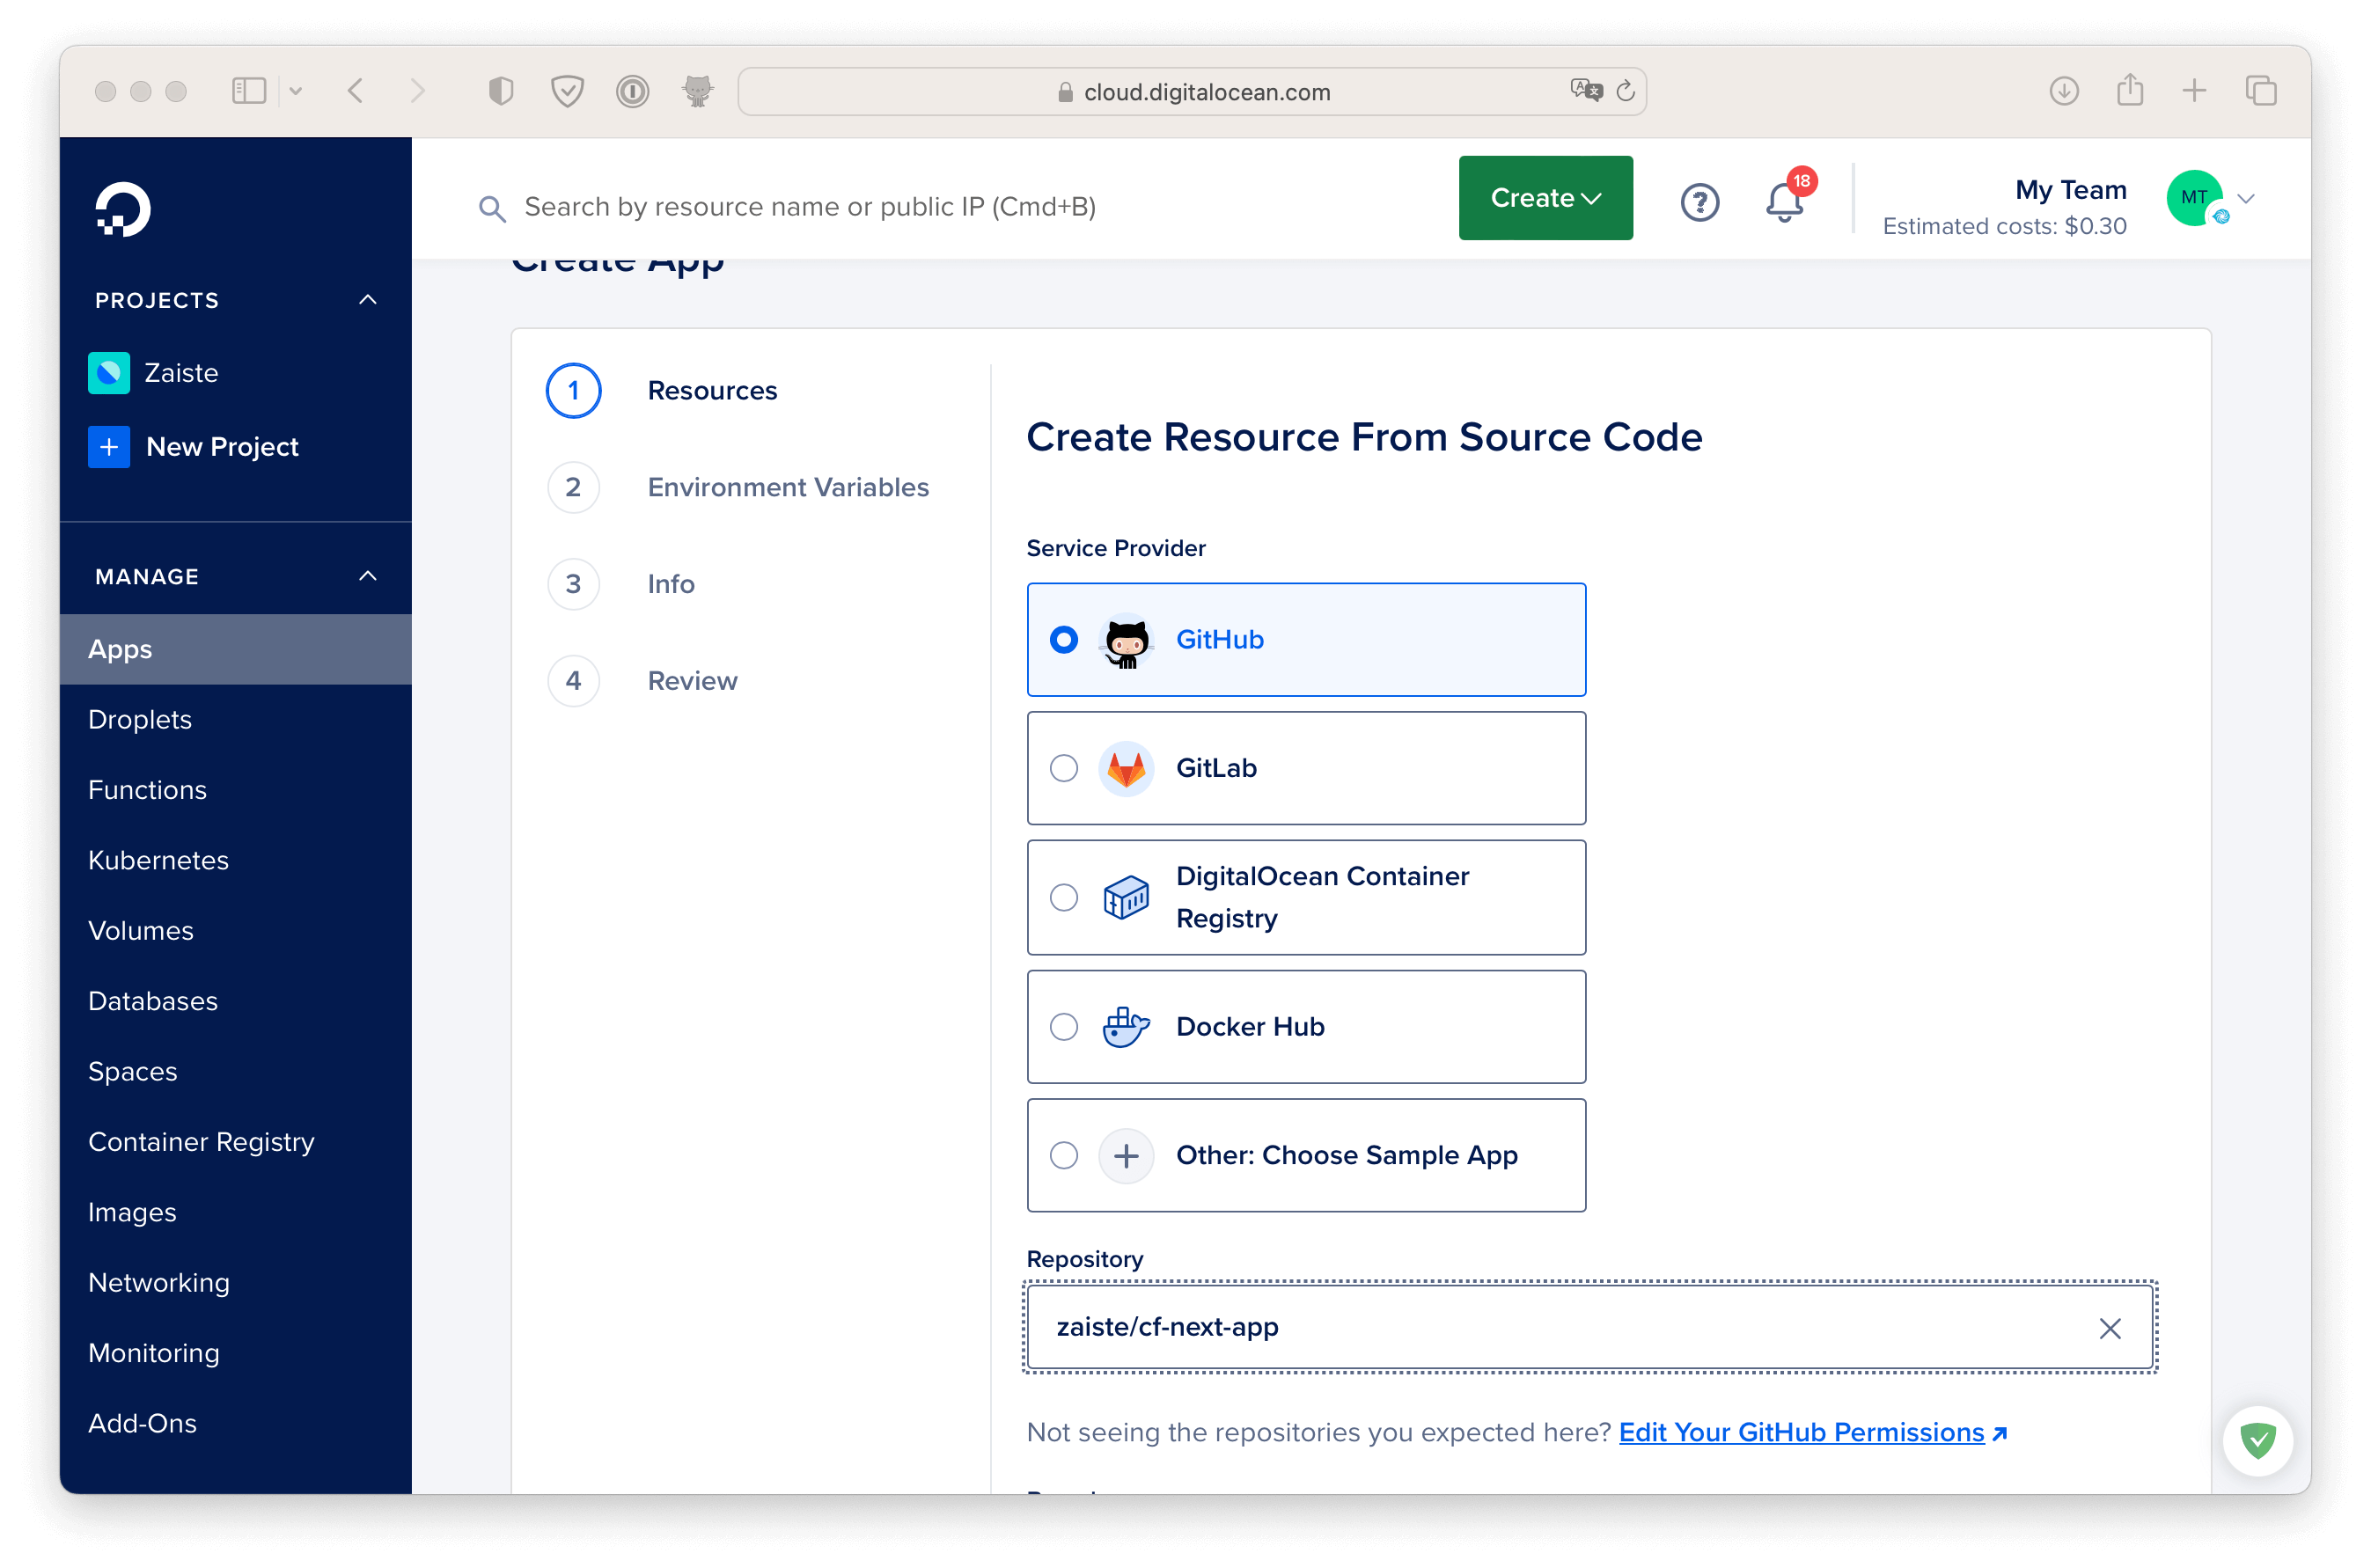 cloud.digitalocean.com
Search by resource name or public IP (Cmd+B)
Create
18
My Team
Estimated costs: $0.30
MT
PROJECTS
Zaiste
New Project
MANAGE
Apps
Droplets
Functions
Kubernetes
Volumes
Databases
Spaces
Container Registry
Images
Networking
Monitoring
Add-Ons
Create App
1 Resources
2 Environment Variables
3 Info
4 Review
Create Resource From Source Code
Service Provider
GitHub
GitLab
DigitalOcean Container
Registry
Docker Hub
Other: Choose Sample App
Repository
zaiste/cf-next-app
Not seeing the repositories you expected here? Edit Your GitHub Permissions